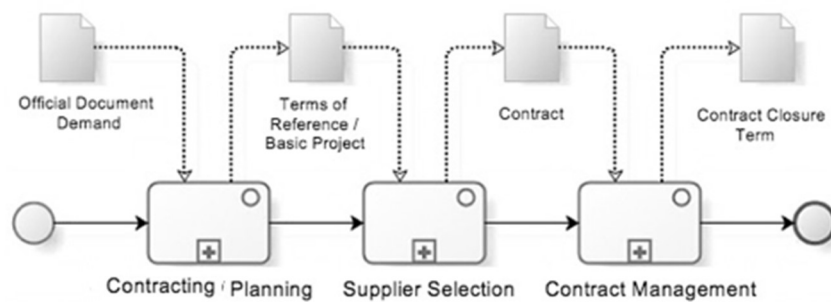 Official Document
Demand
Terms of
Reference /
Basic Project
Contract
Contract Closure
Term
Contracting / Planning
Supplier Selection
Contract Management